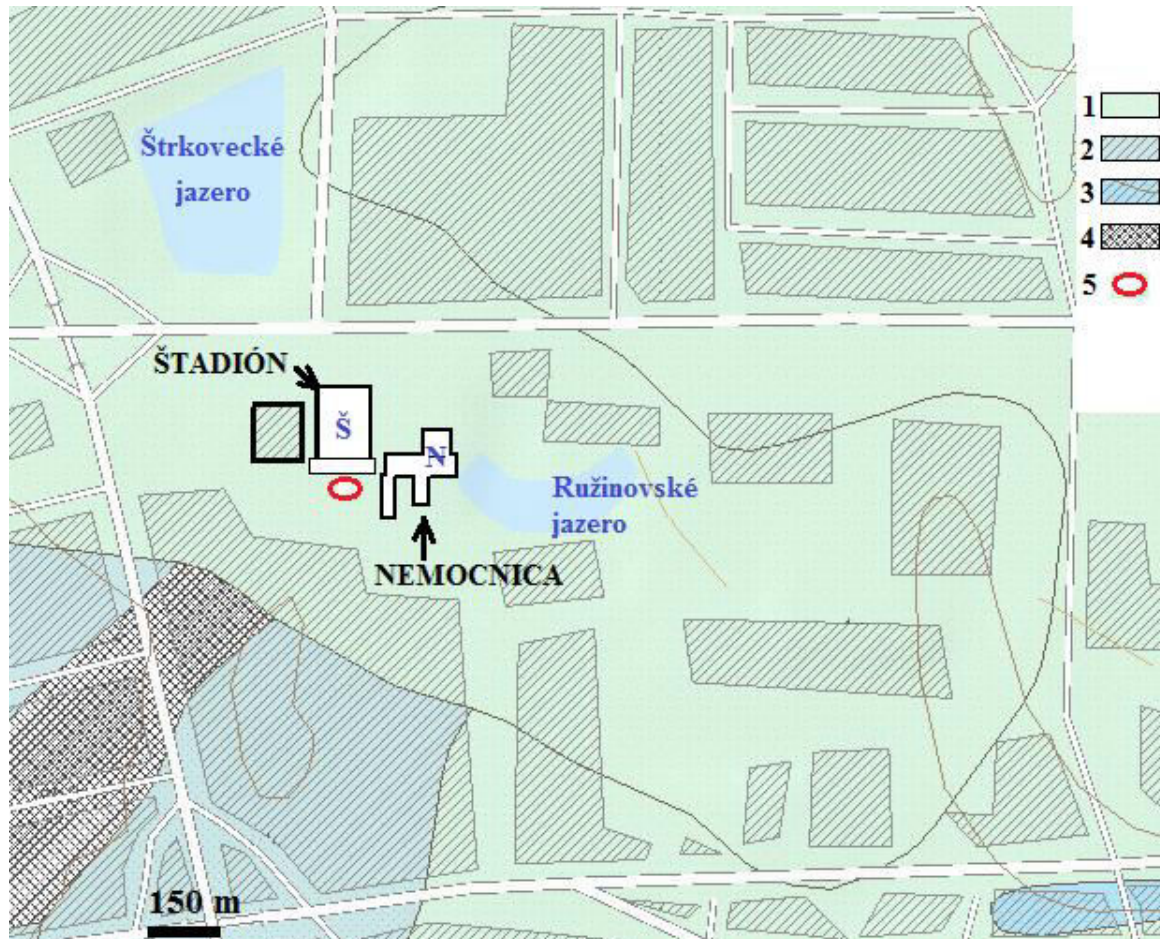 Štrkovecké
jazero
1
2
3
4
5
ŠTADIÓN
Š
N
Ružinovské
jazero
NEMOCNICA
150 m